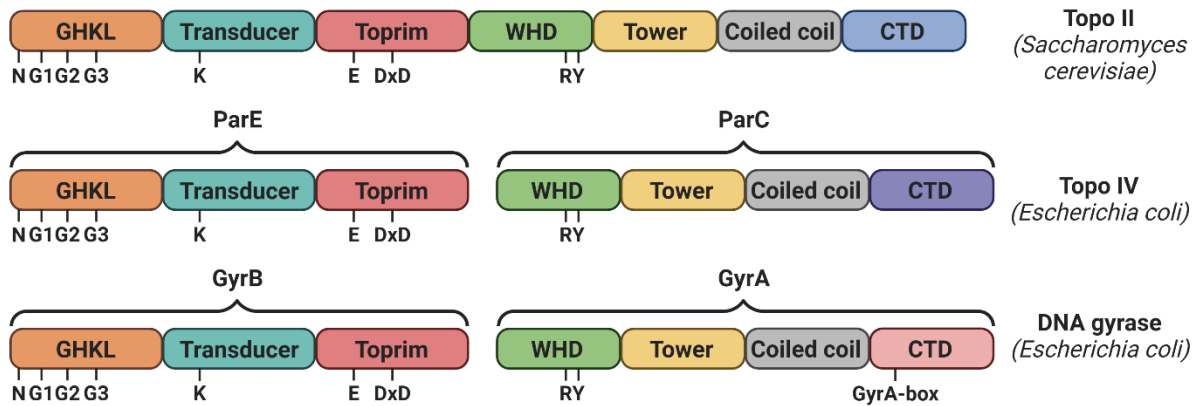 GHKL Transducer Toprim WHD Tower Coiled coil CTD
N G1 G2 G3 K E DxD RY
Topo II
(Saccharomyces
cerevisiae)
ParE ParC
GHKL Transducer Toprim WHD Tower Coiled coil CTD
N G1 G2 G3 K E DxD RY
Topo IV
(Escherichia coli)
GyrB GyrA
GHKL Transducer Toprim WHD Tower Coiled coil CTD
N G1 G2 G3 K E DxD RY GyrA-box
DNA gyrase
(Escherichia coli)